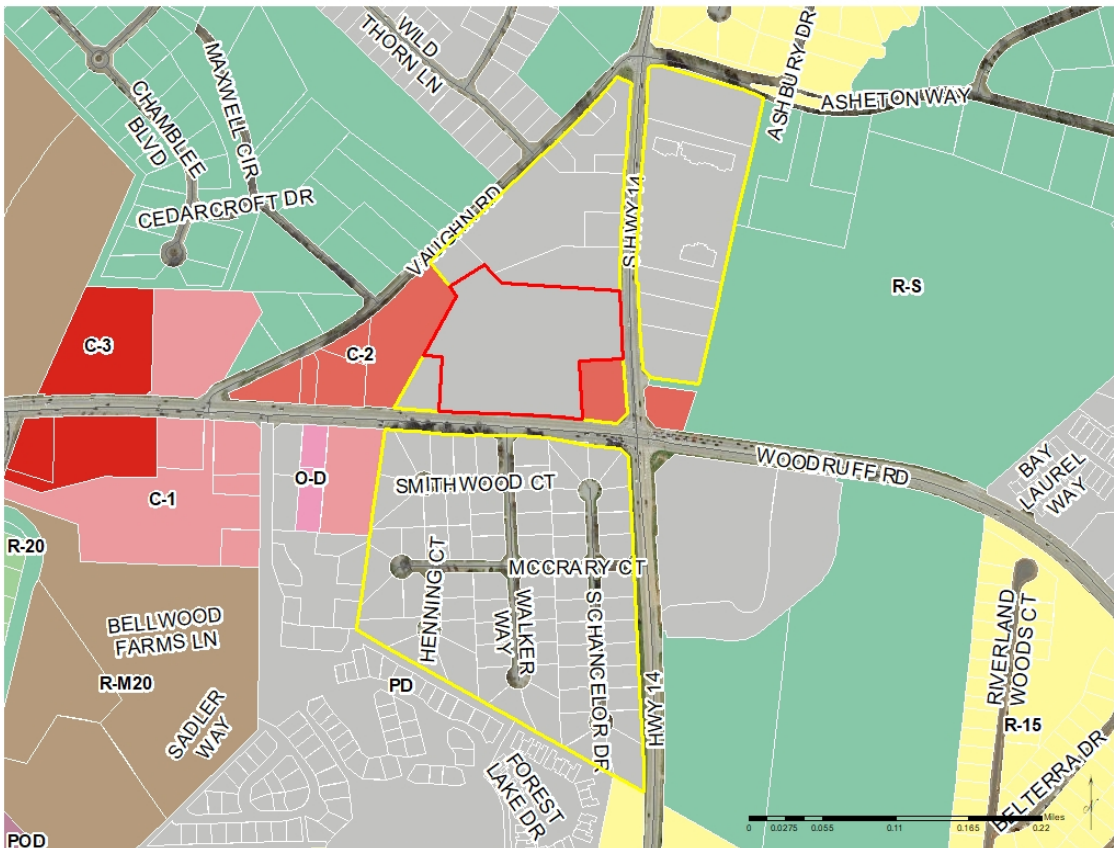 WILD
THORN LN
ASHBURY DR
ASHETON WAY
MAXWELL CIR
CHAMBLEE
BLVD
CEDARCROFT DR
VAUGHN RD
S HWY 14
R-S
C-3
C-2
WOODRUFF RD
BAY
LAUREL
WAY
SMITHWOOD CT
O-D
C-1
R-20
HENNING CT
MCCRARY CT
WALKER
WAY
S CHANCELOR DR
BELLWOOD
FARMS LN
R-M20
SADLER
WAY
PD
HWY 14
RIVERLAND
WOODS CT
R-15
BELTERRA DR
FOREST
LAKE DR
POD
Miles
0 0.0275 0.055 0.11 0.165 0.22
N